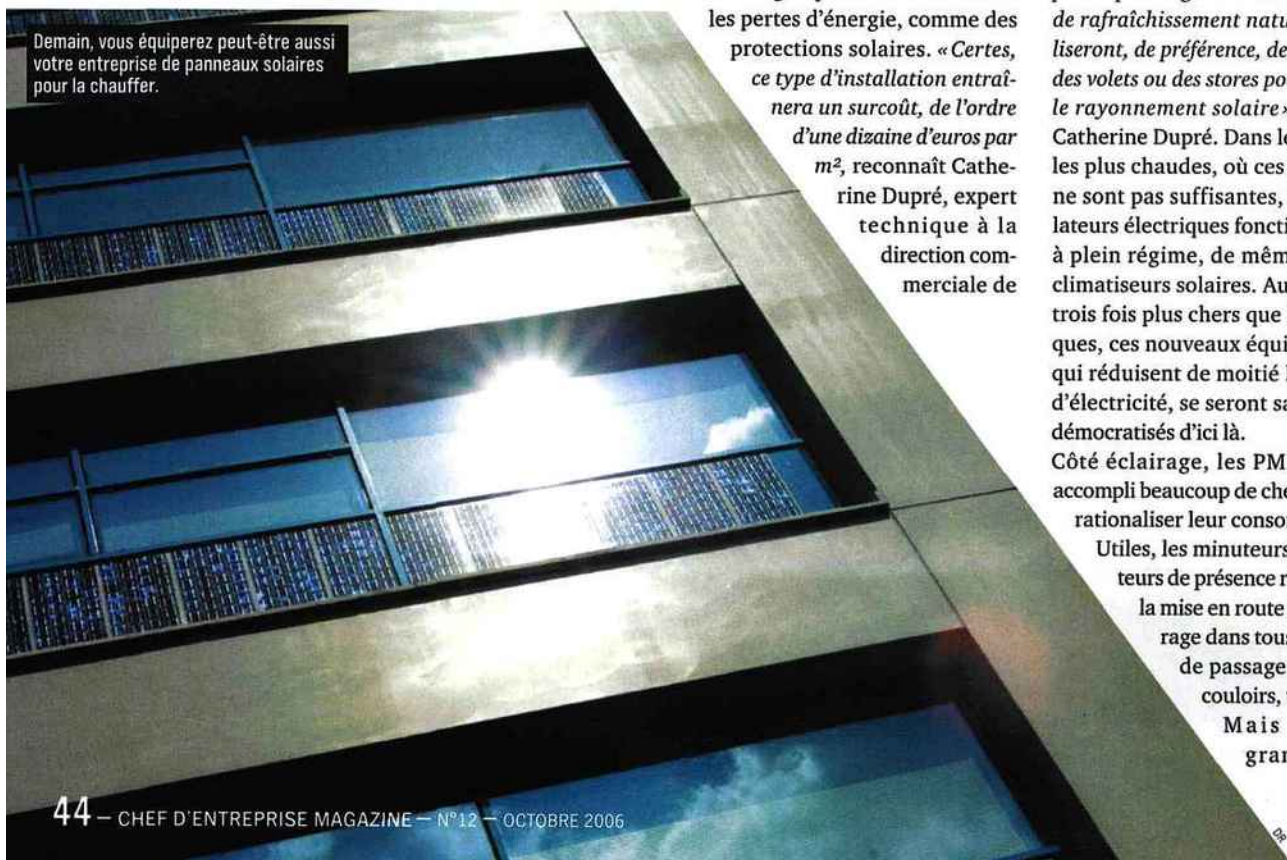 Demain, vous équiperez peut-être aussi
votre entreprise de panneaux solaires
pour la chauffer.
les pertes d'énergie, comme des
protections solaires. «Certes,
ce type d'installation entraî-
nera un surcoût, de l'ordre
d'une dizaine d'euros par
m², reconnaît Cathe-
rine Dupré, expert
technique à la
direction com-
merciale de
de rafraîchissement natu
liseront, de préférence, de
des volets ou des stores po
le rayonnement solaire»
Catherine Dupré. Dans le
les plus chaudes, où ces
ne sont pas suffisantes,
lateurs électriques foncti
à plein régime, de mêm
climatiseurs solaires. Au
trois fois plus chers que
ques, ces nouveaux équi
qui réduisent de moitié
d'électricité, se seront sa
démocratisés d'ici là.
Côté éclairage, les PM
accompli beaucoup de che
rationaliser leur conso
Utiles, les minuteurs
teurs de présence
la mise en route
rage dans tou
de passage
couloirs,
Mais
gran
44 – CHEF D'ENTREPRISE MAGAZINE – N°12 – OCTOBRE 2006